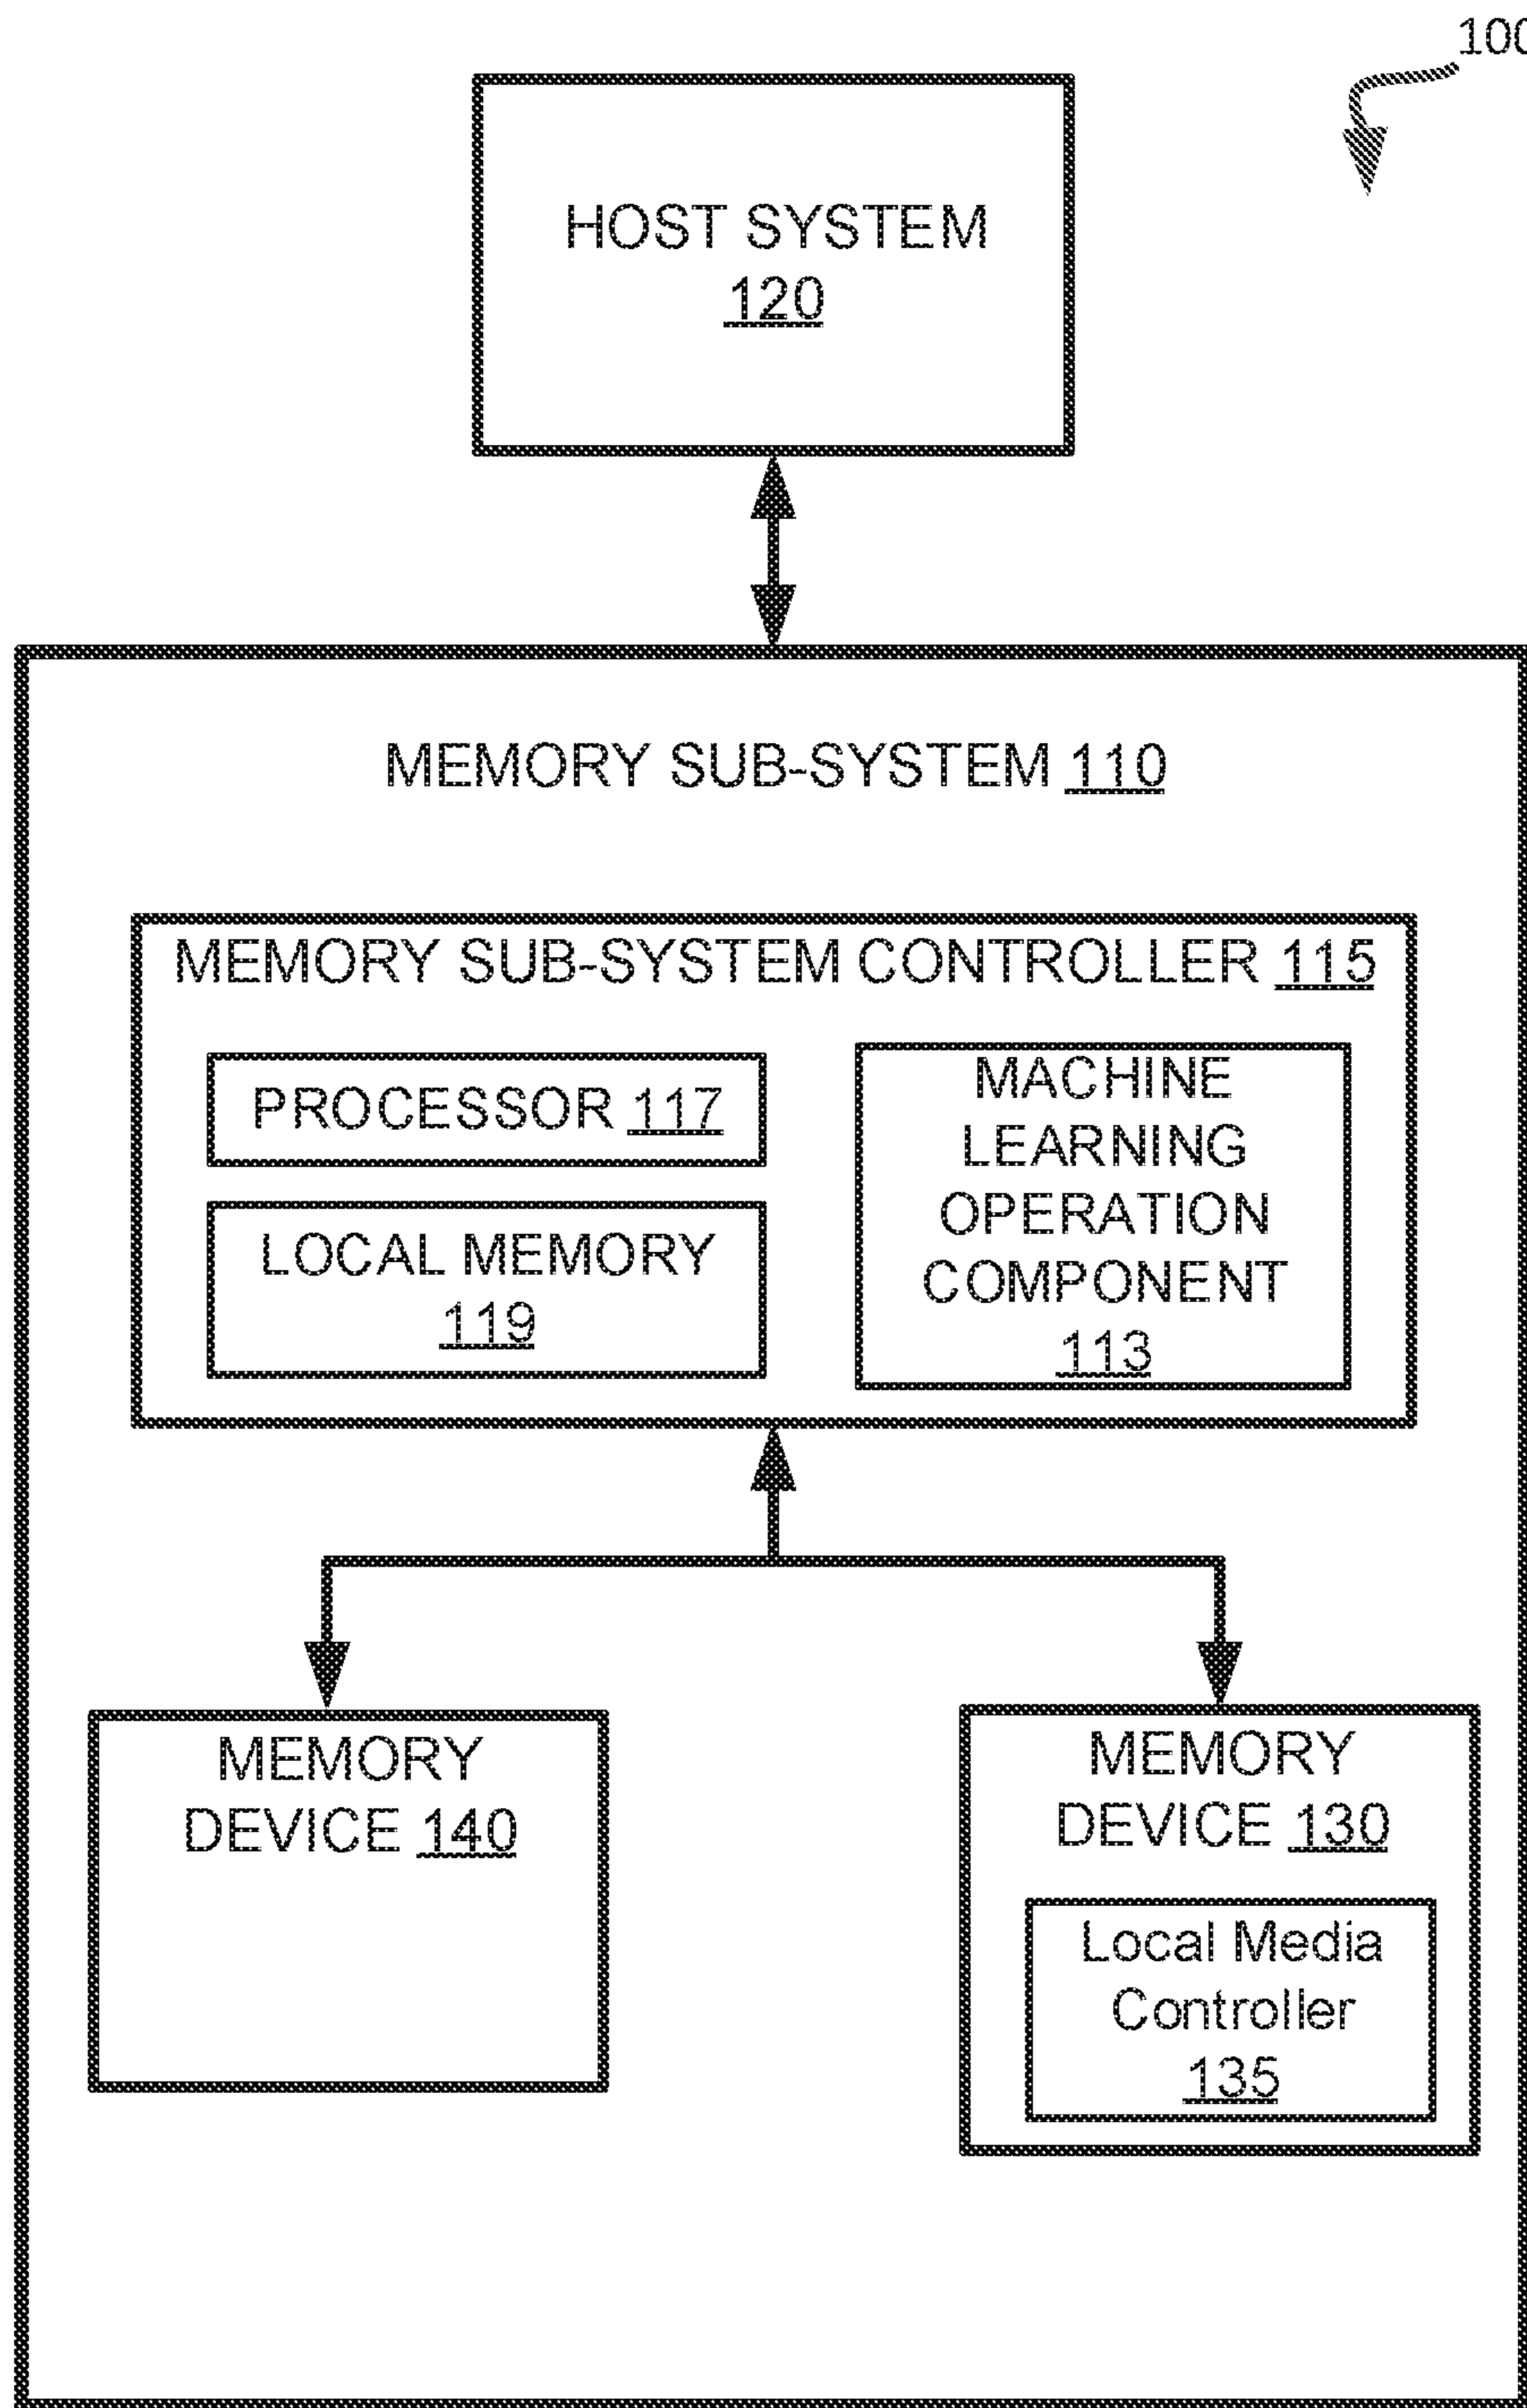 100
HOST SYSTEM
120
MEMORY SUB-SYSTEM 110
MEMORY SUB-SYSTEM CONTROLLER 115
PROCESSOR 117
LOCAL MEMORY
119
MACHINE
LEARNING
OPERATION
COMPONENT
113
MEMORY
DEVICE 140
MEMORY
DEVICE 130
Local Media
Controller
135